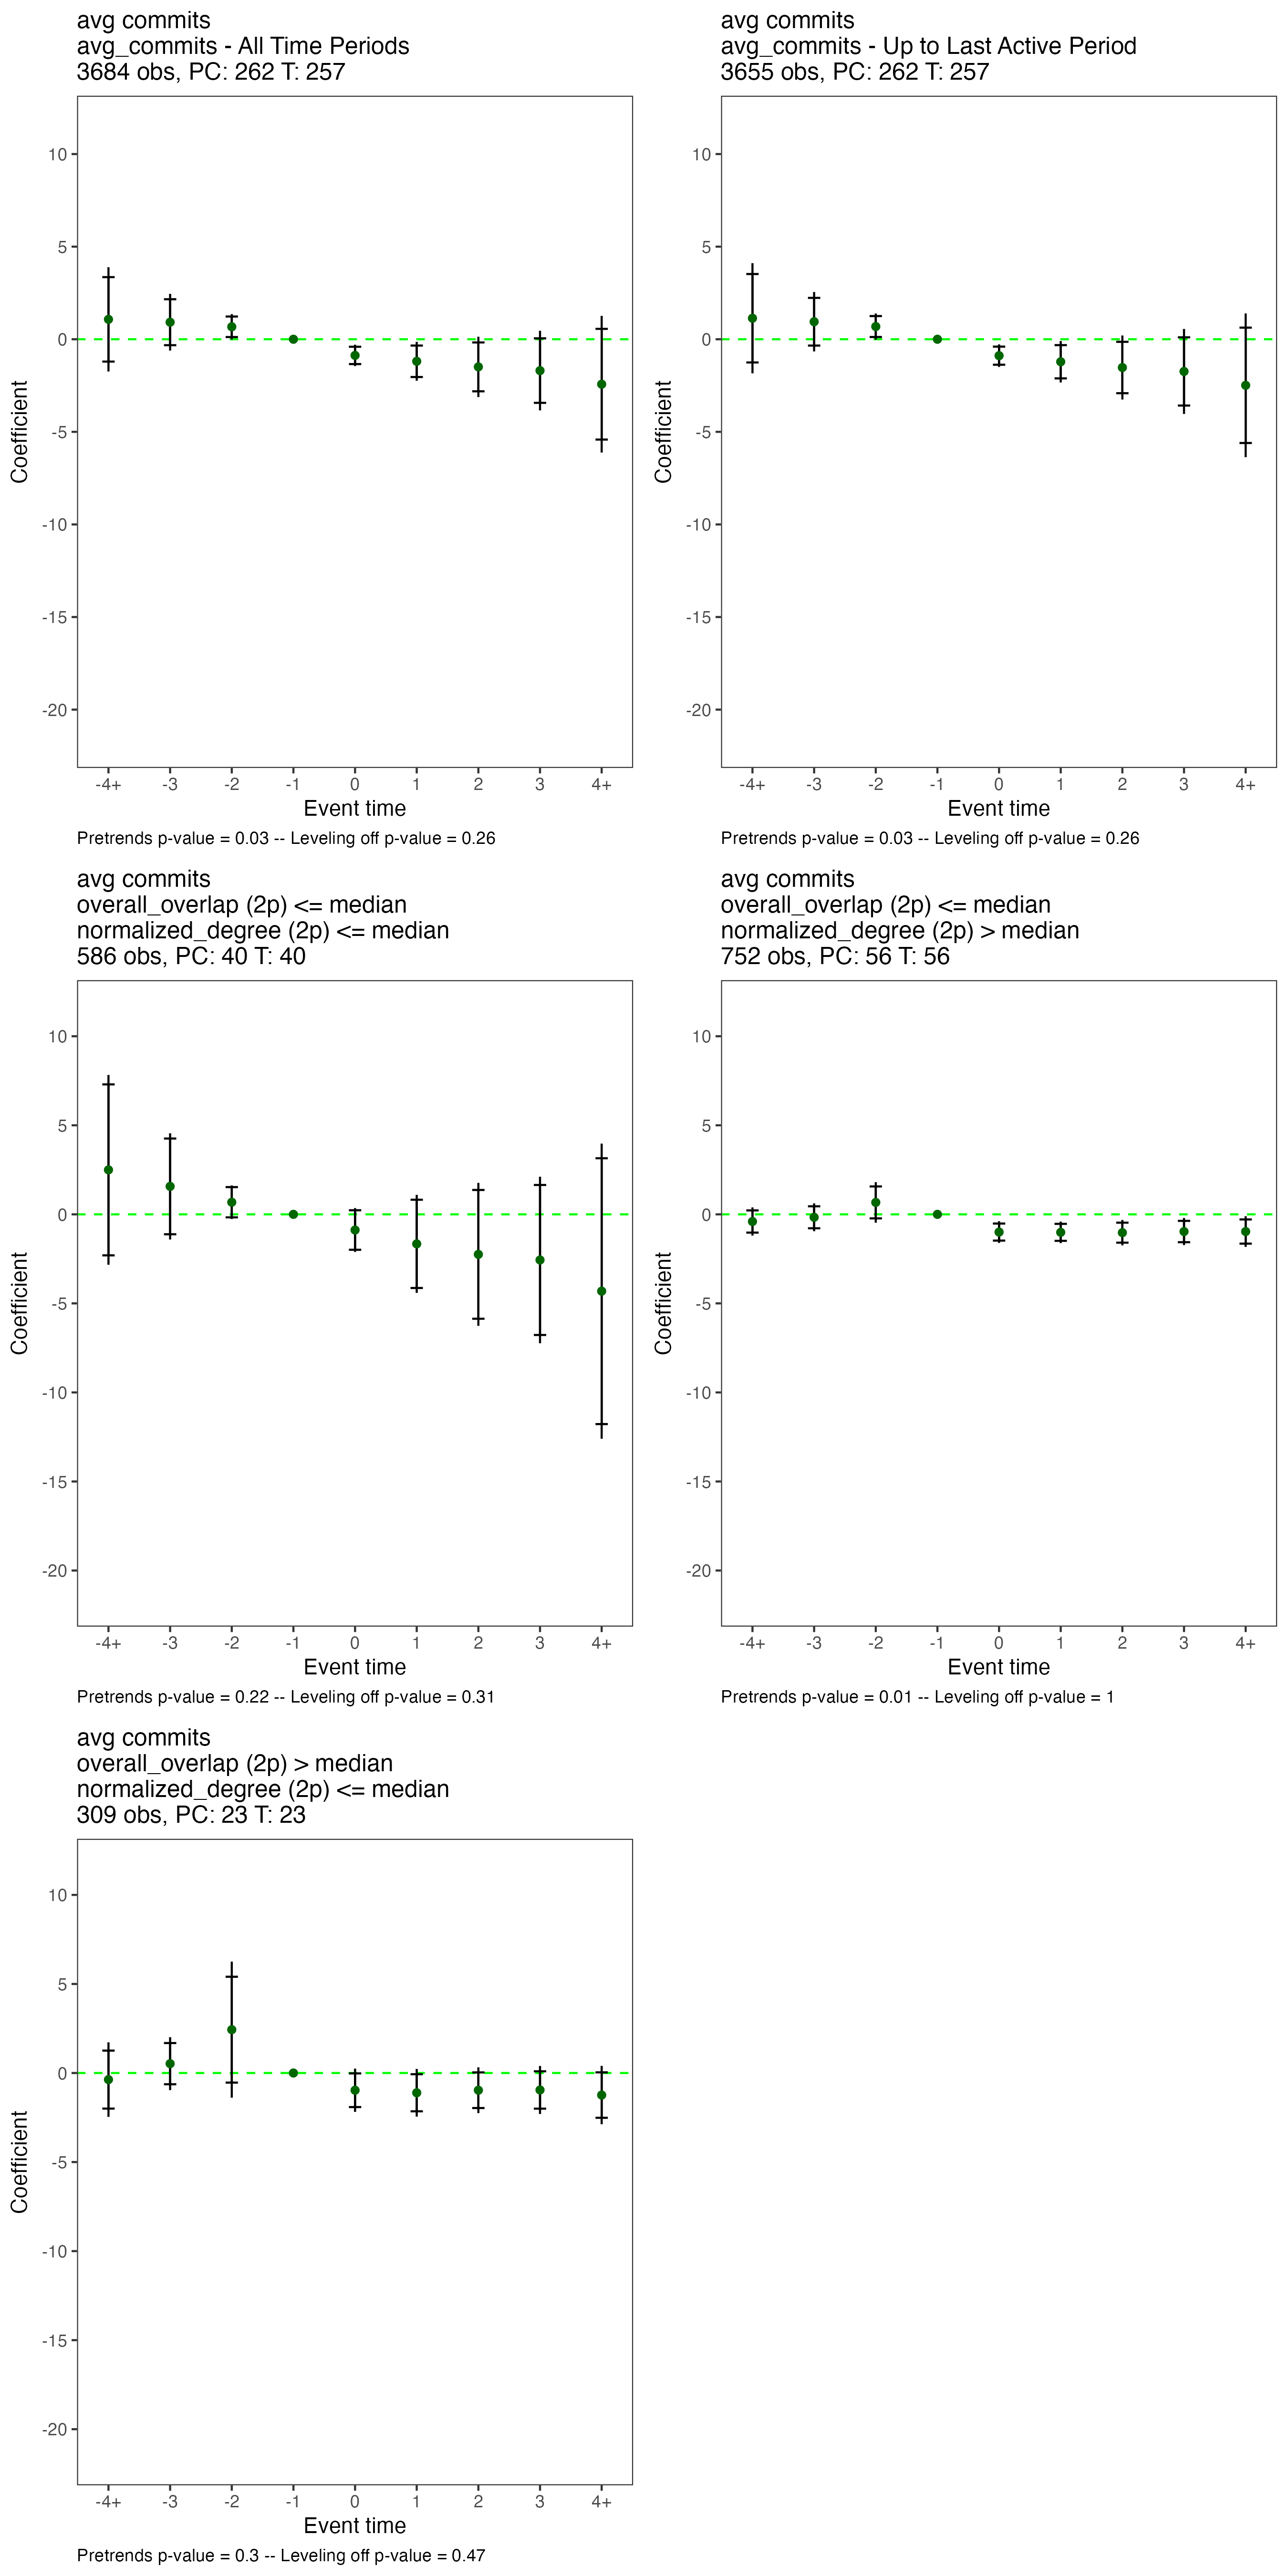 avg commits
avg_commits - All Time Periods
3684 obs, PC: 262 T: 257
10
5
0
-5
-10
-15
-20
Coefficient
-4+ -3 -2 -1 0 1 2 3 4+
Event time
Pretrends p-value = 0.03 -- Leveling off p-value = 0.26
avg commits
avg_commits - Up to Last Active Period
3655 obs, PC: 262 T: 257
10
5
0
-5
-10
-15
-20
Coefficient
-4+ -3 -2 -1 0 1 2 3 4+
Event time
Pretrends p-value = 0.03 -- Leveling off p-value = 0.26
avg commits
overall_overlap (2p) <= median
normalized_degree (2p) <= median
586 obs, PC: 40 T: 40
10
5
0
-5
-10
-15
-20
Coefficient
-4+ -3 -2 -1 0 1 2 3 4+
Event time
Pretrends p-value = 0.22 -- Leveling off p-value = 0.31
avg commits
overall_overlap (2p) <= median
normalized_degree (2p) > median
752 obs, PC: 56 T: 56
10
5
0
-5
-10
-15
-20
Coefficient
-4+ -3 -2 -1 0 1 2 3 4+
Event time
Pretrends p-value = 0.01 -- Leveling off p-value = 1
avg commits
overall_overlap (2p) > median
normalized_degree (2p) <= median
309 obs, PC: 23 T: 23
10
5
0
-5
-10
-15
-20
Coefficient
-4+ -3 -2 -1 0 1 2 3 4+
Event time
Pretrends p-value = 0.3 -- Leveling off p-value = 0.47